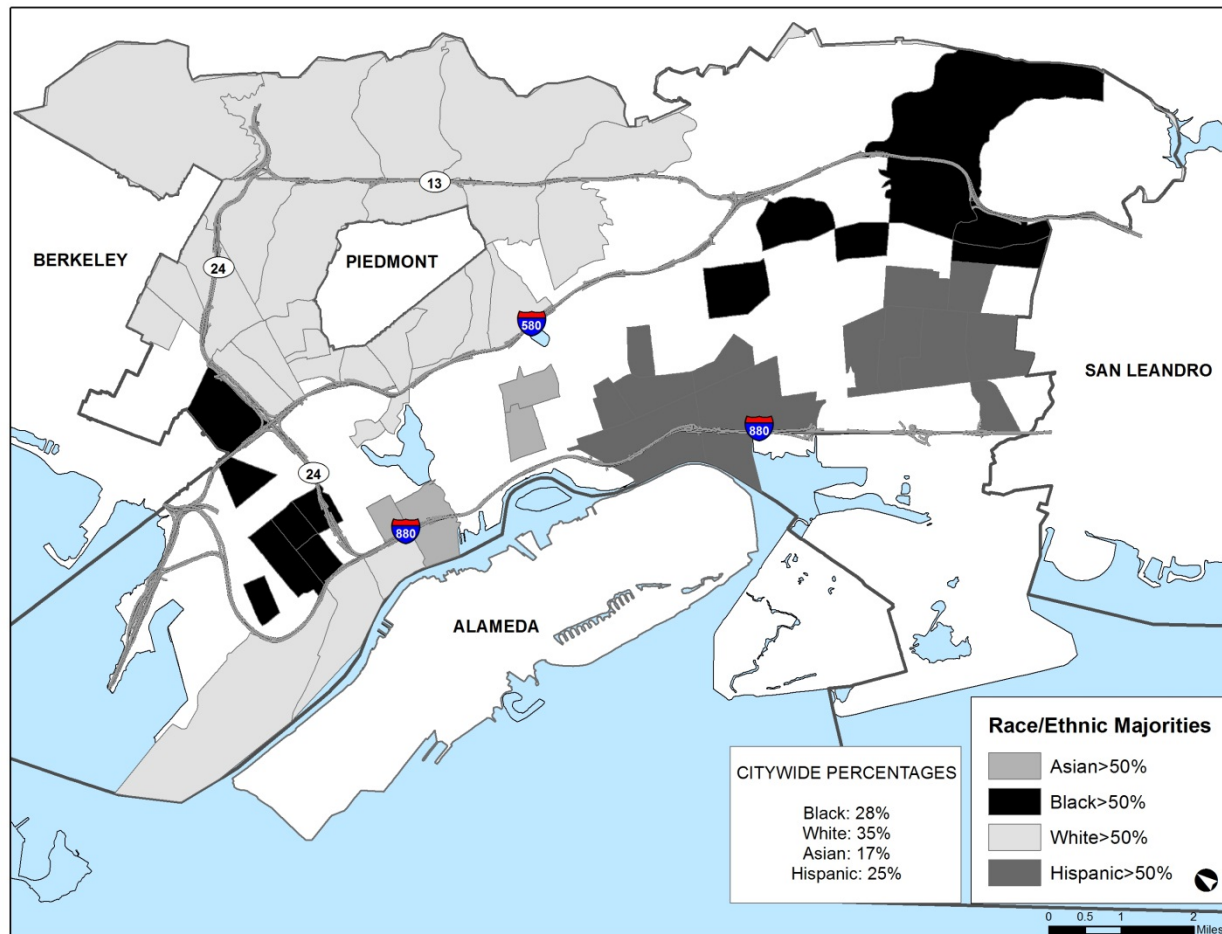 13
24
BERKELEY
PIEDMONT
580
SAN LEANDRO
880
24
880
ALAMEDA
CITYWIDE PERCENTAGES
Black: 28%
White: 35%
Asian: 17%
Hispanic: 25%
Race/Ethnic Majorities
Asian>50%
Black>50%
White>50%
Hispanic>50%
0 0.5 1 2
Miles